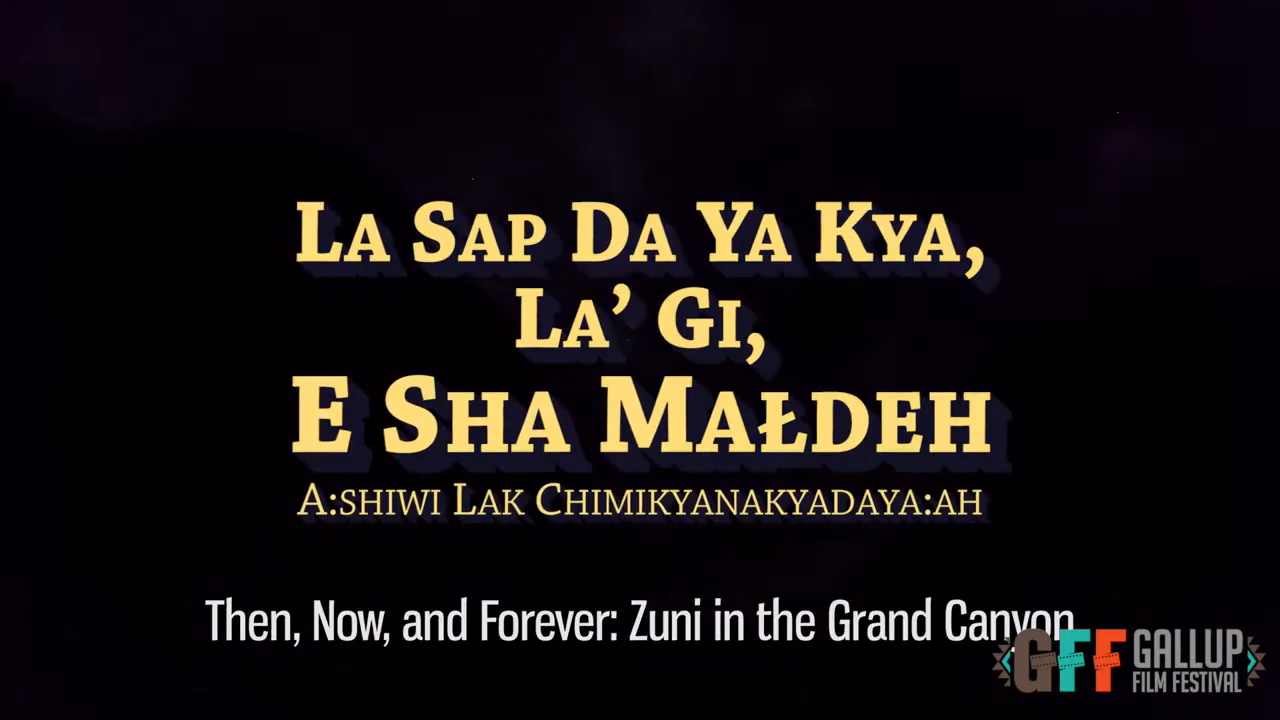 La Sap Da Ya Kya,
La’ Gi,
E Sha Małdeh
A:shiwi Lak Chimikyanakyadaya:ah
Then, Now, and Forever: Zuni in the Grand Canyon
GFF GALLUP
FILM FESTIVAL